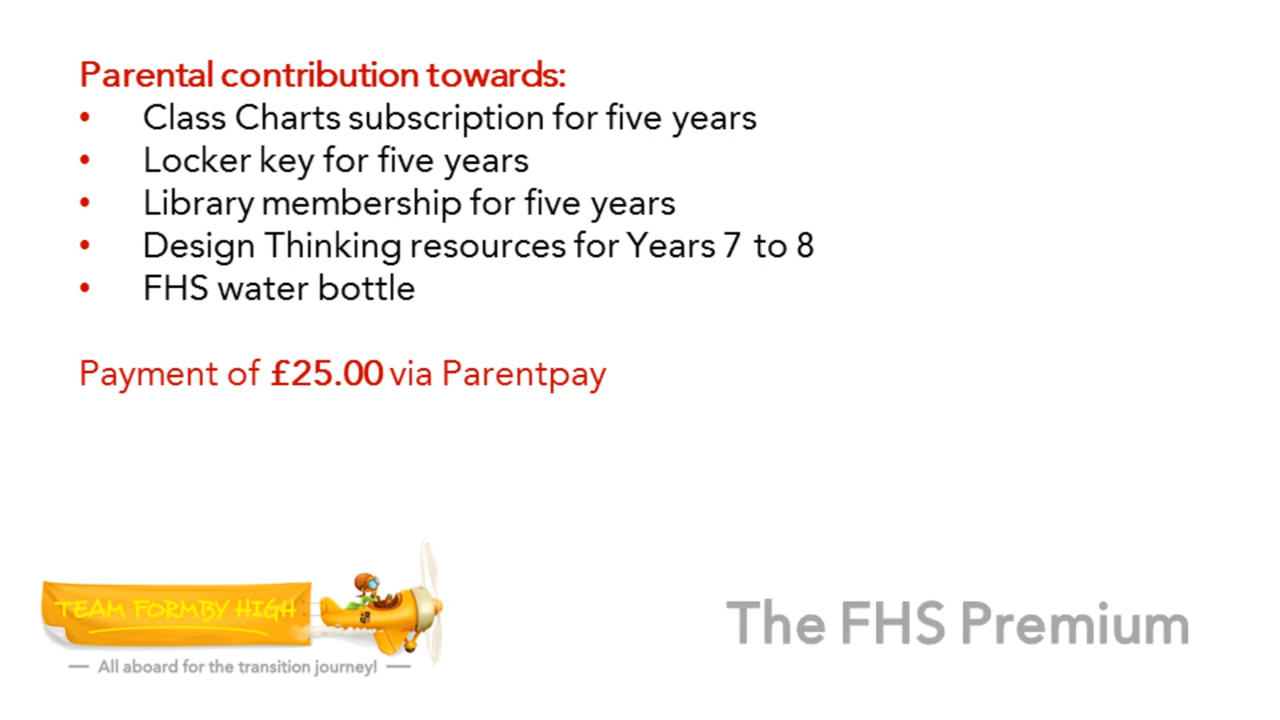 Parental contribution towards:
• Class Charts subscription for five years
• Locker key for five years
• Library membership for five years
• Design Thinking resources for Years 7 to 8
• FHS water bottle
Payment of £25.00 via Parentpay
TEAM FORMBY HIGH
— All aboard for the transition journey! —
The FHS Premium